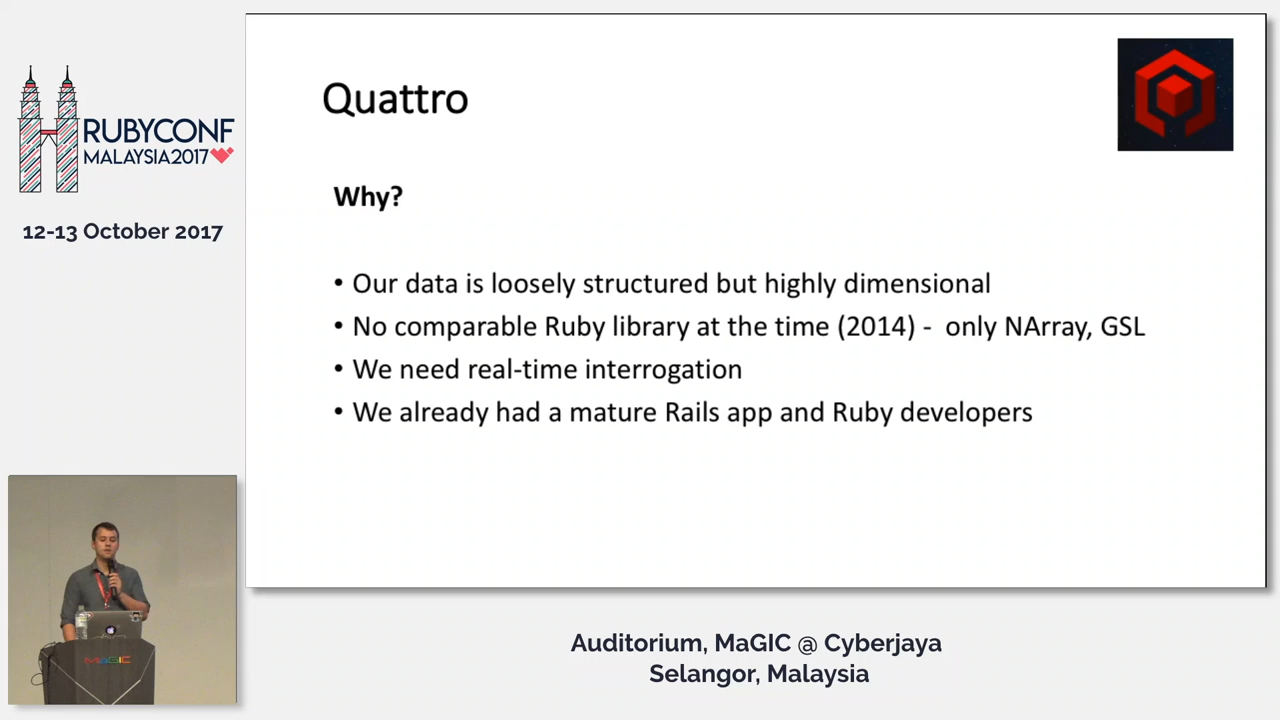 RUBYCONF
MALAYSIA2017
12-13 October 2017
Quattro
Why?
• Our data is loosely structured but highly dimensional
• No comparable Ruby library at the time (2014) - only NArray, GSL
• We need real-time interrogation
• We already had a mature Rails app and Ruby developers
MaGIC
Auditorium, MaGIC @ Cyberjaya
Selangor, Malaysia